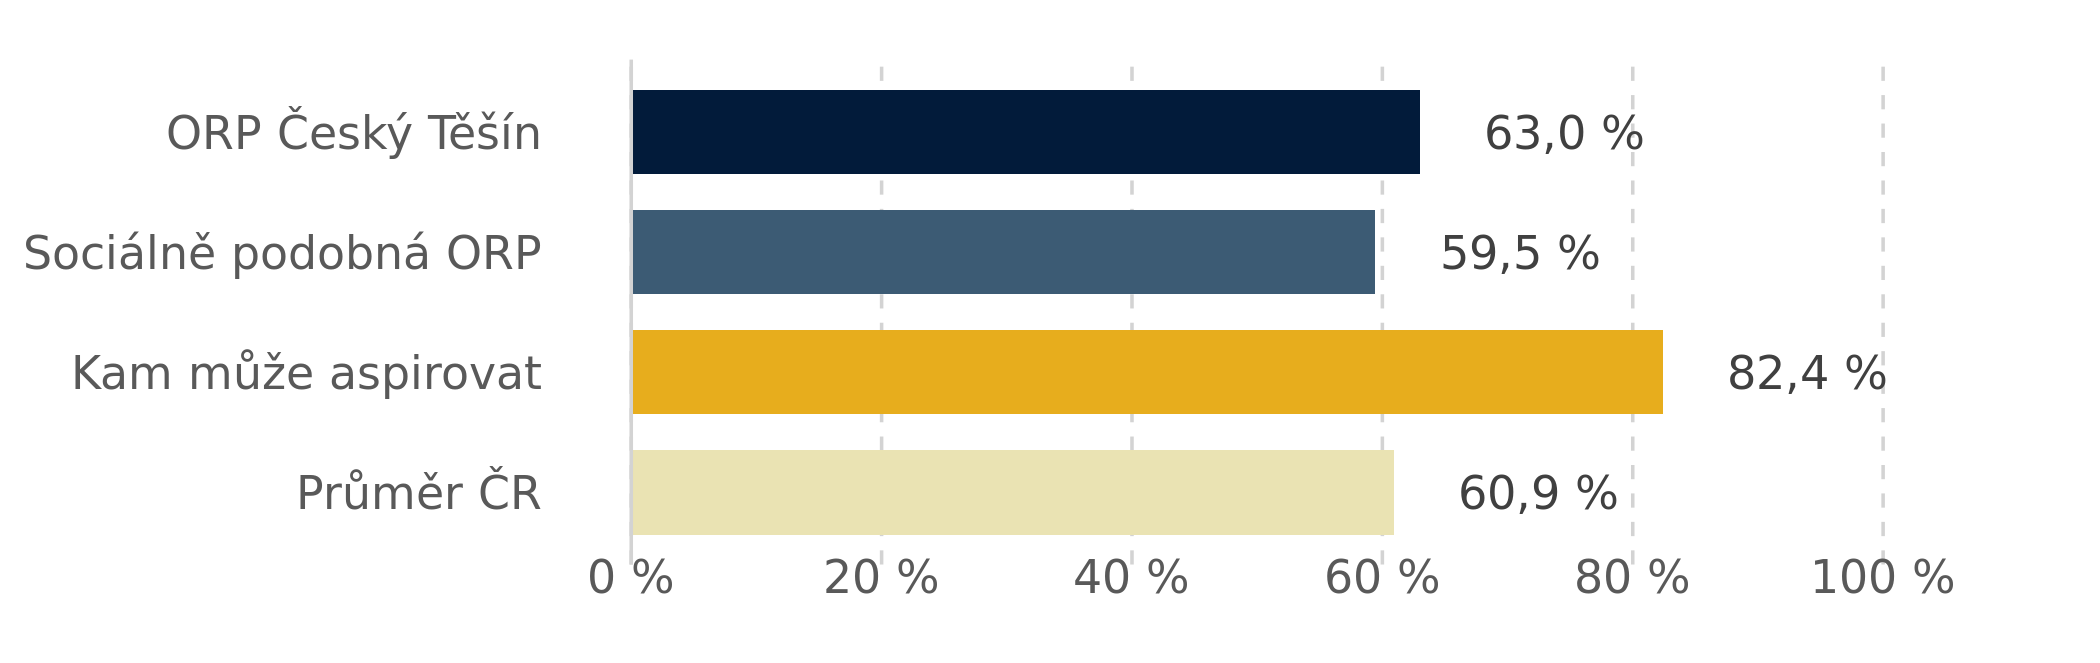 ORP Český Těšín 63,0 %
Sociálně podobná ORP 59,5 %
Kam může aspirovat 82,4 %
Průměr ČR 60,9 %
0 % 20 % 40 % 60 % 80 % 100 %